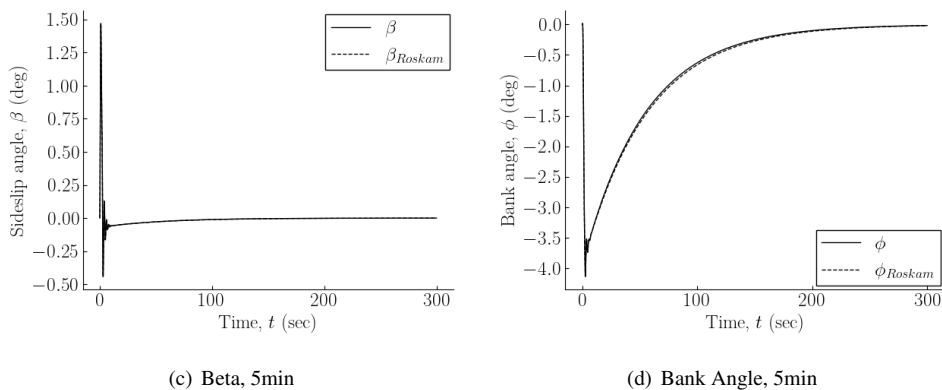 1.50
1.25
1.00
0.75
0.50
0.25
0.00
−0.25
−0.50
Sideslip angle, β (deg)
β
β_Roskam
0 100 200 300
Time, t (sec)
(c) Beta, 5min
0.0
−0.5
−1.0
−1.5
−2.0
−2.5
−3.0
−3.5
−4.0
Bank angle, ϕ (deg)
ϕ
ϕ_Roskam
0 100 200 300
Time, t (sec)
(d) Bank Angle, 5min